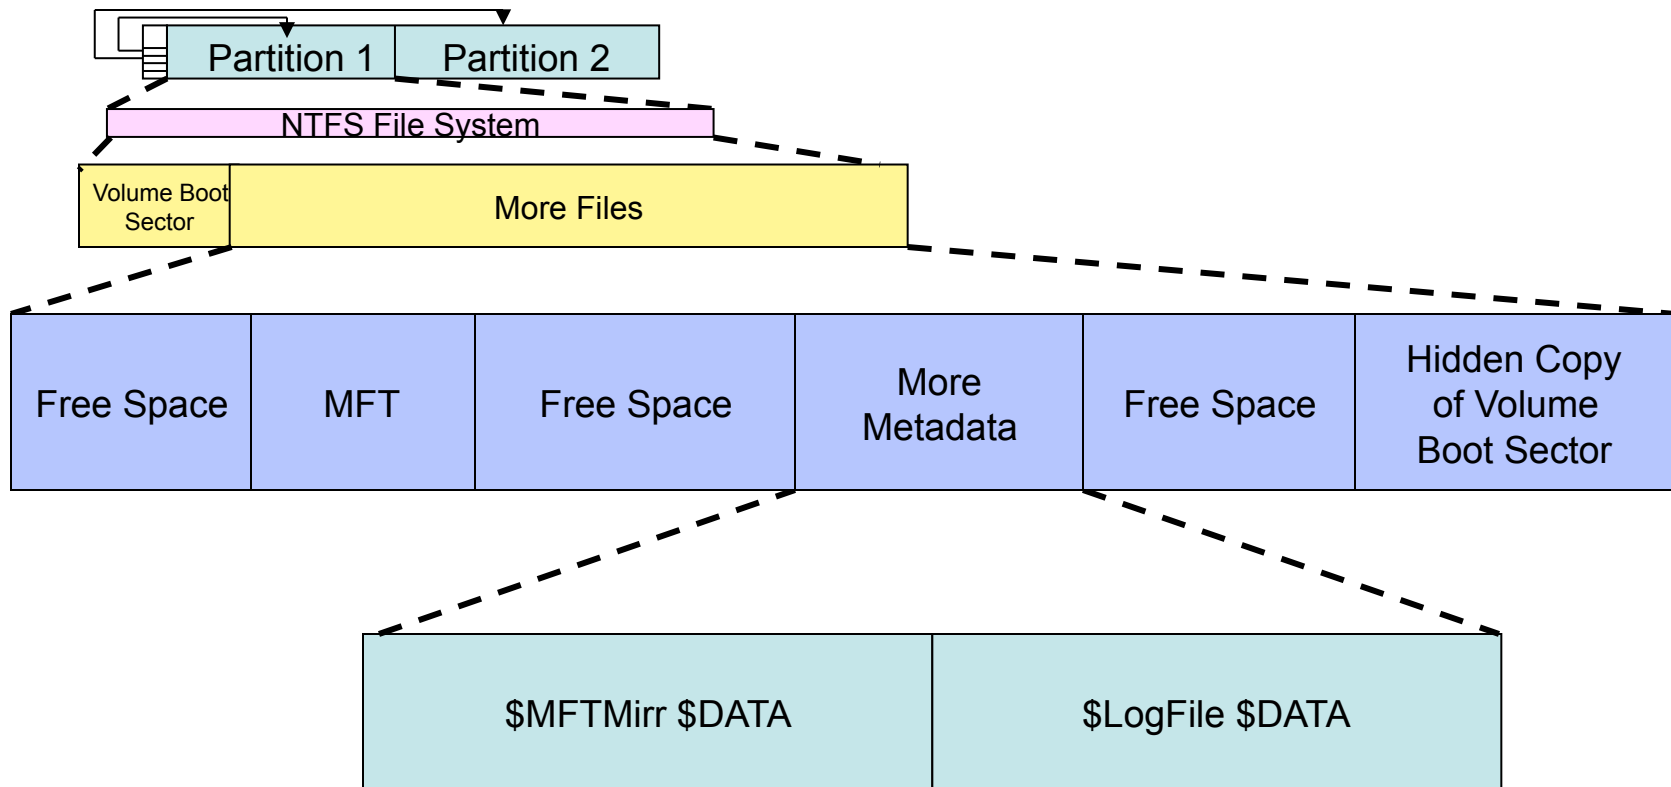 Partition 1
Partition 2
NTFS File System
Volume Boot
Sector
More Files
Free Space
MFT
Free Space
More
Metadata
Free Space
Hidden Copy
of Volume
Boot Sector
$MFTMirr $DATA
$LogFile $DATA